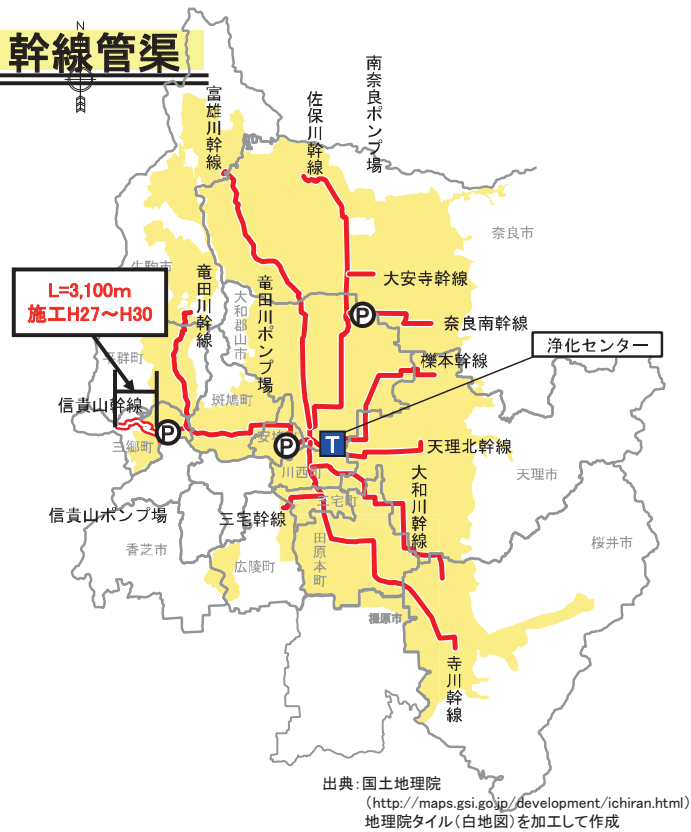 N
幹線管渠
南奈良ポンプ場
佐保川幹線
富雄川幹線
奈良市
生駒市
竜田川幹線
竜田川ポンプ場
大和郡山市
大安寺幹線
L=3,100m
施工H27～H30
P
奈良南幹線
浄化センター
平群町
櫟本幹線
斑鳩町
信貴山幹線
P
P
T
安堵町
三郷町
天理北幹線
川西町
天理市
大和川幹線
三宅町
信貴山ポンプ場
三宅幹線
香芝市
田原本町
広陵町
桜井市
橿原市
寺川幹線
出典：国土地理院
（http://maps.gsi.go.jp/development/ichiran.html）
地理院タイル（白地図）を加工して作成